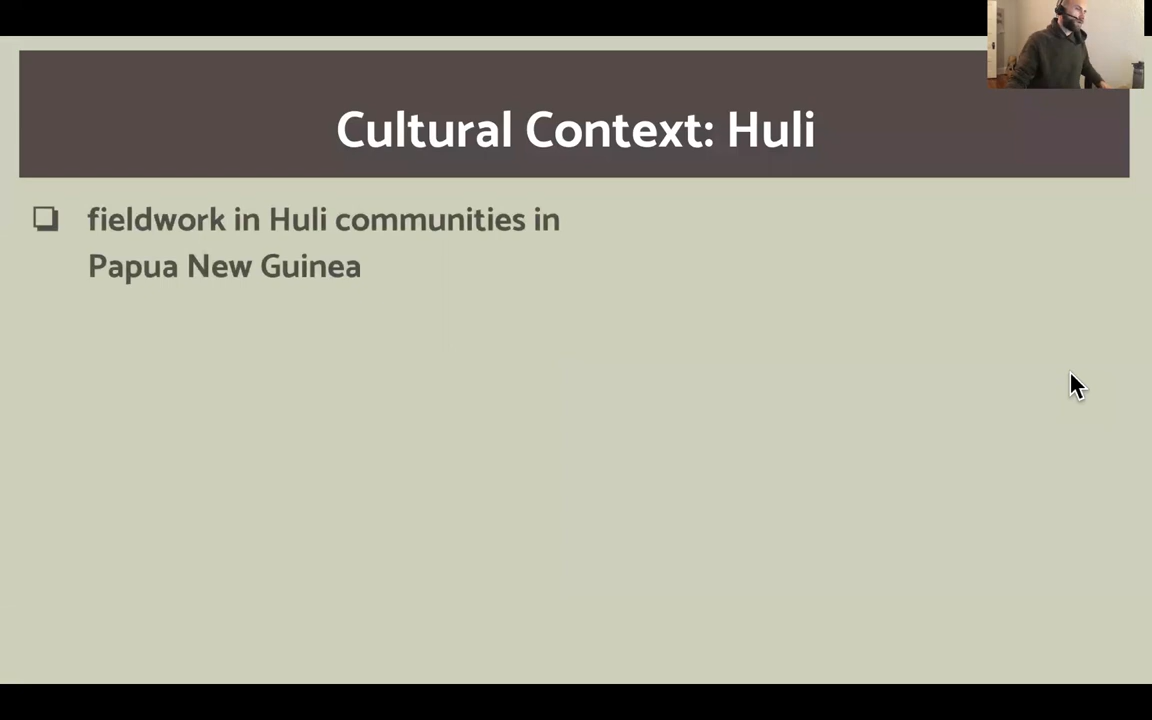 Cultural Context: Huli
❏ fieldwork in Huli communities in
Papua New Guinea